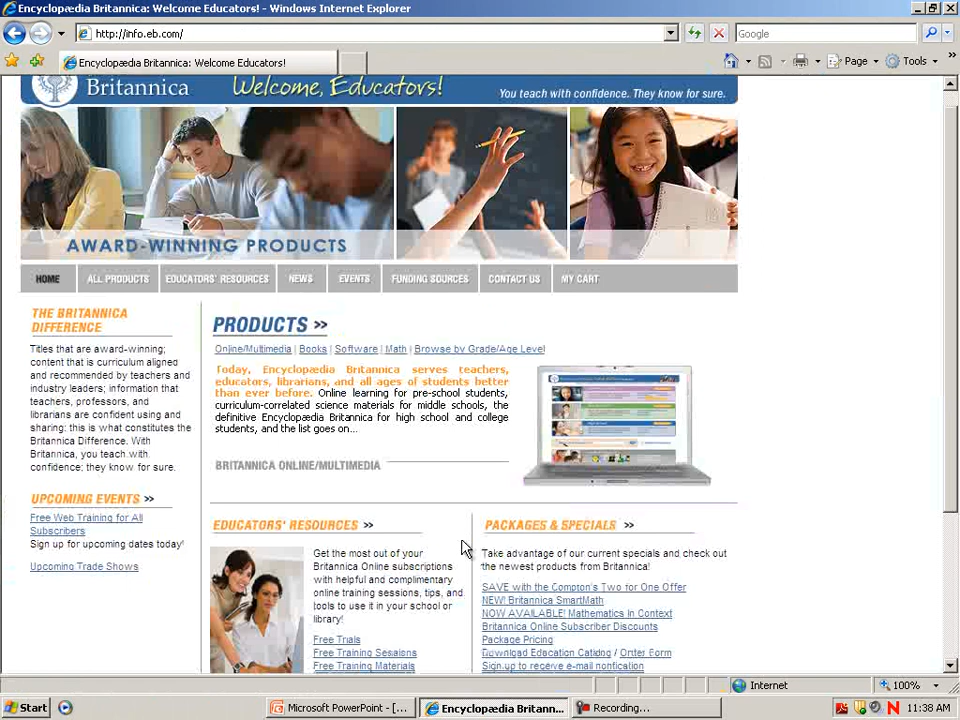 Encyclopædia Britannica: Welcome Educators! - Windows Internet Explorer
http://info.eb.com/
Google
Encyclopædia Britannica: Welcome Educators!
Page
Tools
Britannica
Welcome, Educators!
You teach with confidence. They know for sure.
AWARD-WINNING PRODUCTS
HOME
ALL PRODUCTS
EDUCATORS' RESOURCES
NEWS
EVENTS
FUNDING SOURCES
CONTACT US
MY CART
THE BRITANNICA
DIFFERENCE
Titles that are award-winning;
content that is curriculum aligned
and recommended by teachers and
industry leaders; information that
teachers, professors, and
librarians are confident using and
sharing: this is what constitutes the
Britannica Difference. With
Britannica, you teach with
confidence: they know for sure.
UPCOMING EVENTS >>
Free Web Training for All
Subscribers
Sign up for upcoming dates today!
Upcoming Trade Shows
PRODUCTS >>
Online/Multimedia | Books | Software | Math | Browse by Grade/Age Level
Today, Encyclopædia Britannica serves teachers,
educators, librarians, and all ages of students better
than ever before. Online learning for pre-school students,
curriculum-correlated science materials for middle schools, the
definitive Encyclopædia Britannica for high school and college
students, and the list goes on...
BRITANNICA ONLINE/MULTIMEDIA
EDUCATORS' RESOURCES >>
Get the most out of your
Britannica Online subscriptions
with helpful and complimentary
online training sessions, tips, and
tools to use it in your school or
library!
Free Trials
Free Training Sessions
Free Training Materials
PACKAGES & SPECIALS >>
Take advantage of our current specials and check out
the newest products from Britannica!
SAVE with the Compton's Two for One Offer
NEW! Britannica SmartMath
NOW AVAILABLE! Mathematics in Context
Britannica Online Subscriber Discounts
Package Pricing
Download Education Catalog / Order Form
Sign up to receive e-mail notification
Internet
100%
Start
Microsoft PowerPoint - [...
Encyclopædia Britann...
Recording...
11:38 AM